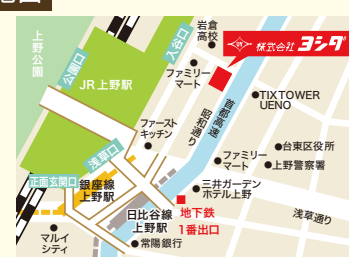 岩倉
高校
株式会社 ヨシダ
上野公園
入谷口
公園口
ファミリー
マート
JR上野駅
TIXTOWER
UENO
首都高速
昭和通り
ファースト
キッチン
浅草口
台東区役所
ファミリー
マート
上野警察署
正面玄関口
銀座線
上野駅
三井ガーデン
ホテル上野
日比谷線
上野駅
地下鉄
1番出口
浅草通り
マルイ
シティ
常陽銀行